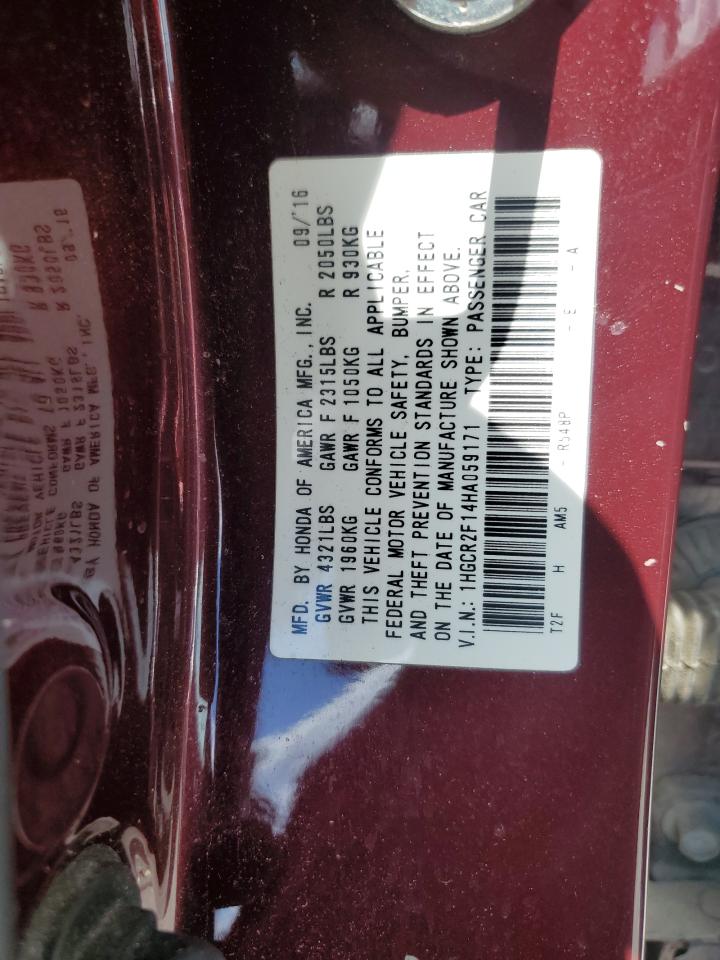 MFD. BY HONDA OF AMERICA MFG., INC. 09/'16
GVWR 4321LBS GAWR F 2315LBS R 2050LBS
GVWR 1960KG GAWR F 1050KG R 930KG
THIS VEHICLE CONFORMS TO ALL APPLICABLE
FEDERAL MOTOR VEHICLE SAFETY, BUMPER,
AND THEFT PREVENTION STANDARDS IN EFFECT
ON THE DATE OF MANUFACTURE SHOWN ABOVE.
V.I.N.: 1HGCR2F14HA059171 TYPE: PASSENGER CAR
T2F H AM5 - R548P - E - A